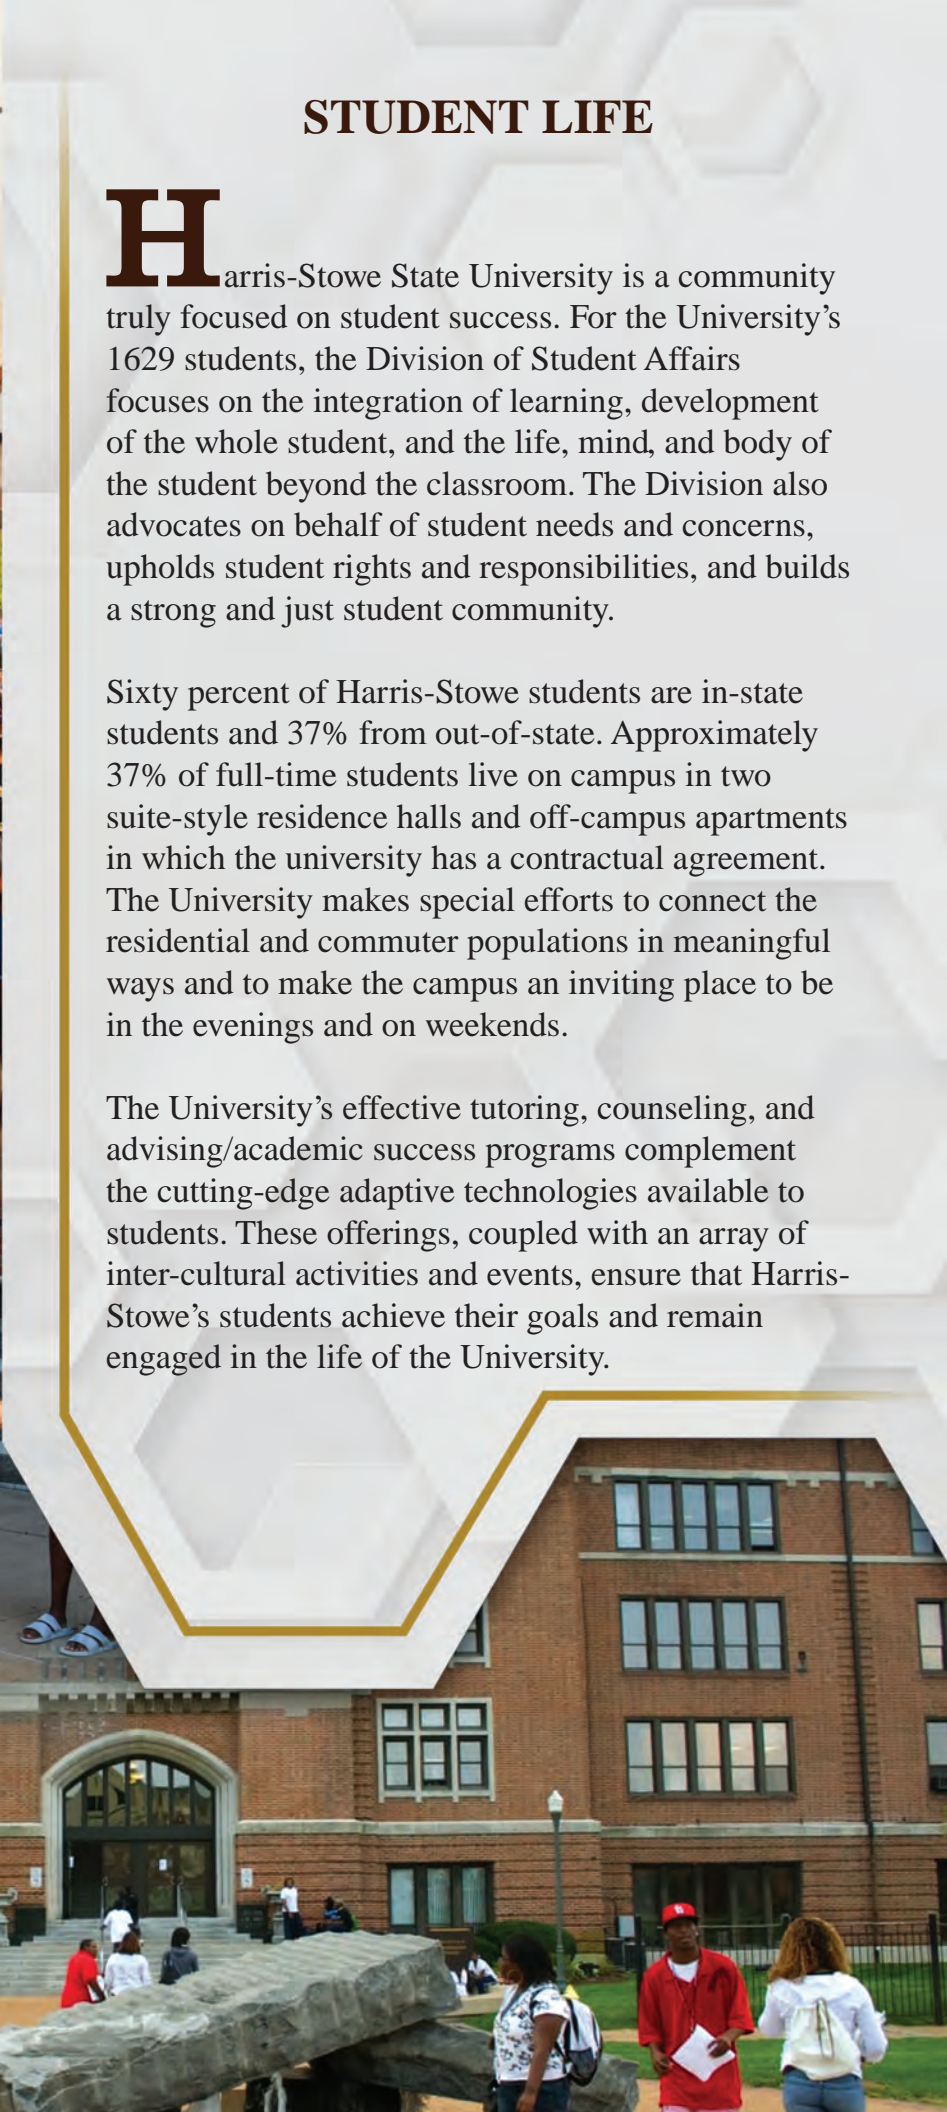 STUDENT LIFE
Harris-Stowe State University is a community
truly focused on student success. For the University’s
1629 students, the Division of Student Affairs
focuses on the integration of learning, development
of the whole student, and the life, mind, and body of
the student beyond the classroom. The Division also
advocates on behalf of student needs and concerns,
upholds student rights and responsibilities, and builds
a strong and just student community.
Sixty percent of Harris-Stowe students are in-state
students and 37% from out-of-state. Approximately
37% of full-time students live on campus in two
suite-style residence halls and off-campus apartments
in which the university has a contractual agreement.
The University makes special efforts to connect the
residential and commuter populations in meaningful
ways and to make the campus an inviting place to be
in the evenings and on weekends.
The University’s effective tutoring, counseling, and
advising/academic success programs complement
the cutting-edge adaptive technologies available to
students. These offerings, coupled with an array of
inter-cultural activities and events, ensure that Harris-
Stowe’s students achieve their goals and remain
engaged in the life of the University.